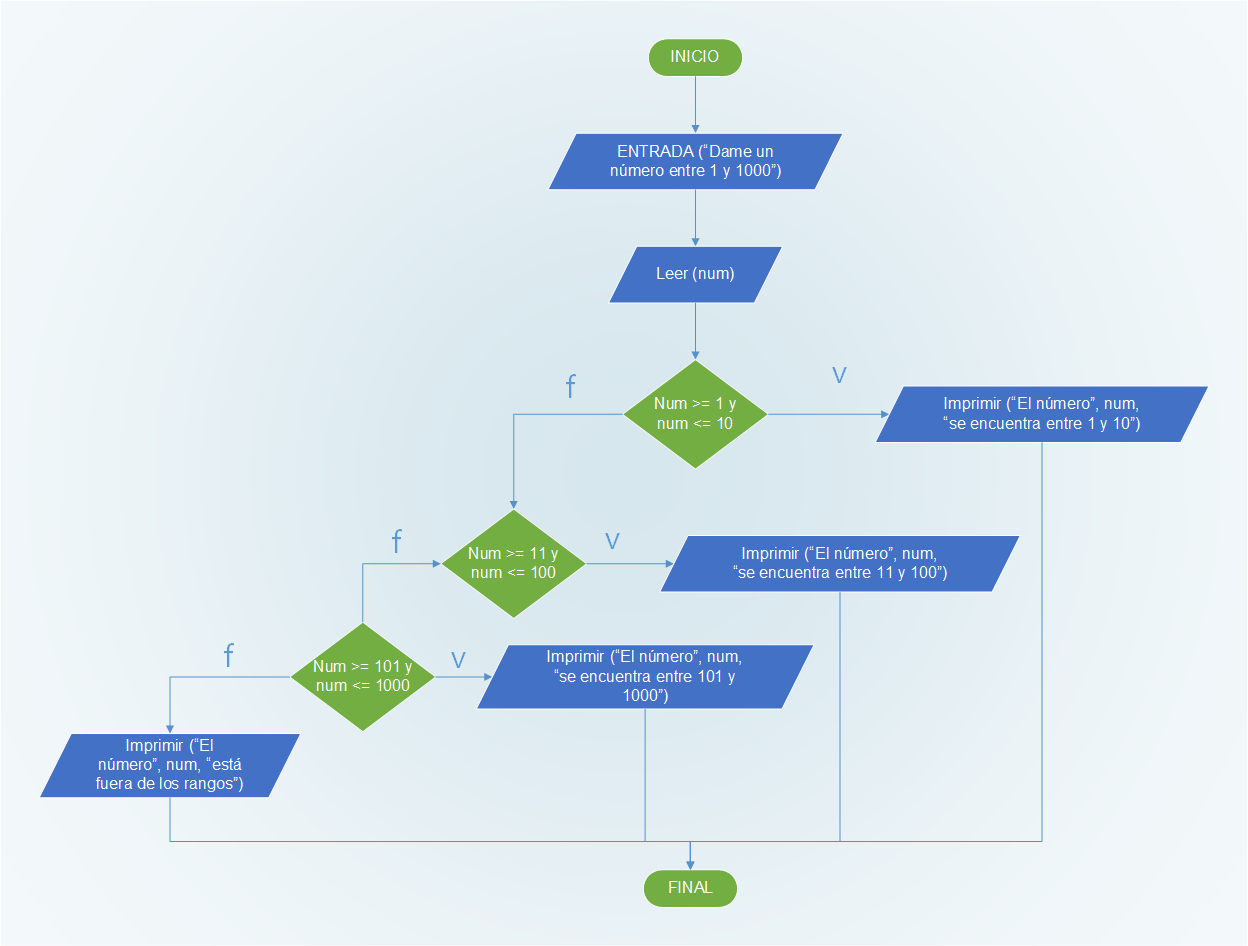 INICIO
ENTRADA (“Dame un
número entre 1 y 1000”)
Leer (num)
f
v
Num >= 1 y
num <= 10
Imprimir (“El número”, num,
“se encuentra entre 1 y 10”)
f
v
Num >= 11 y
num <= 100
Imprimir (“El número”, num,
“se encuentra entre 11 y 100”)
f
v
Num >= 101 y
num <= 1000
Imprimir (“El número”, num,
“se encuentra entre 101 y
1000”)
Imprimir (“El
número”, num, “está
fuera de los rangos”)
FINAL